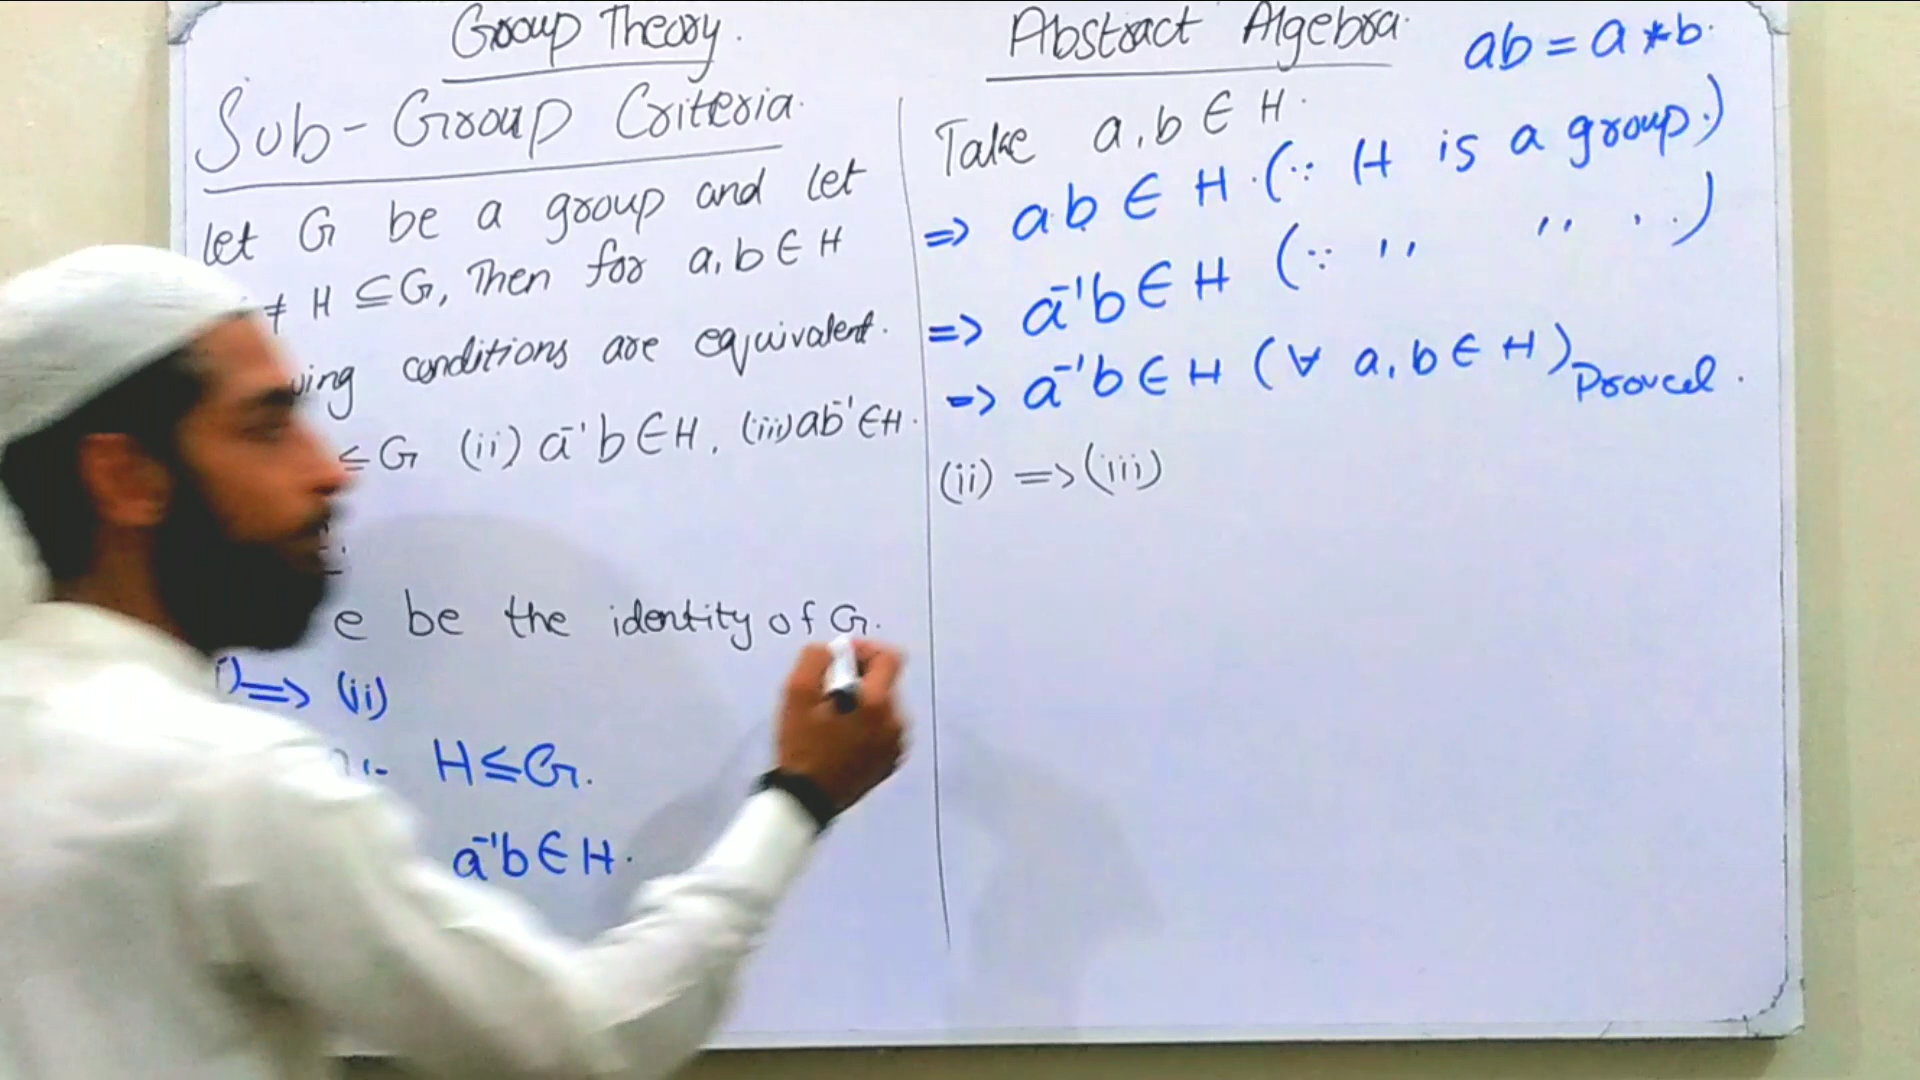 Group Theory.
Sub-Group Criteria.
let G be a group and let
≠ H ⊆ G, Then for a, b ∈ H
wing conditions are equivalent.
≤ G (ii) a⁻¹b ∈ H, (iii) ab⁻¹ ∈ H.
e be the identity of G.
⇒ (ii)
H ≤ G.
a⁻¹b ∈ H.
Abstract Algebra.
ab = a * b.
Take a, b ∈ H.
⇒ ab ∈ H. (∵ H is a group.)
⇒ a⁻¹b ∈ H (∵ ,, ,, ..)
⇒ a⁻¹b ∈ H (∀ a, b ∈ H) Proved.
(ii) ⇒ (iii)